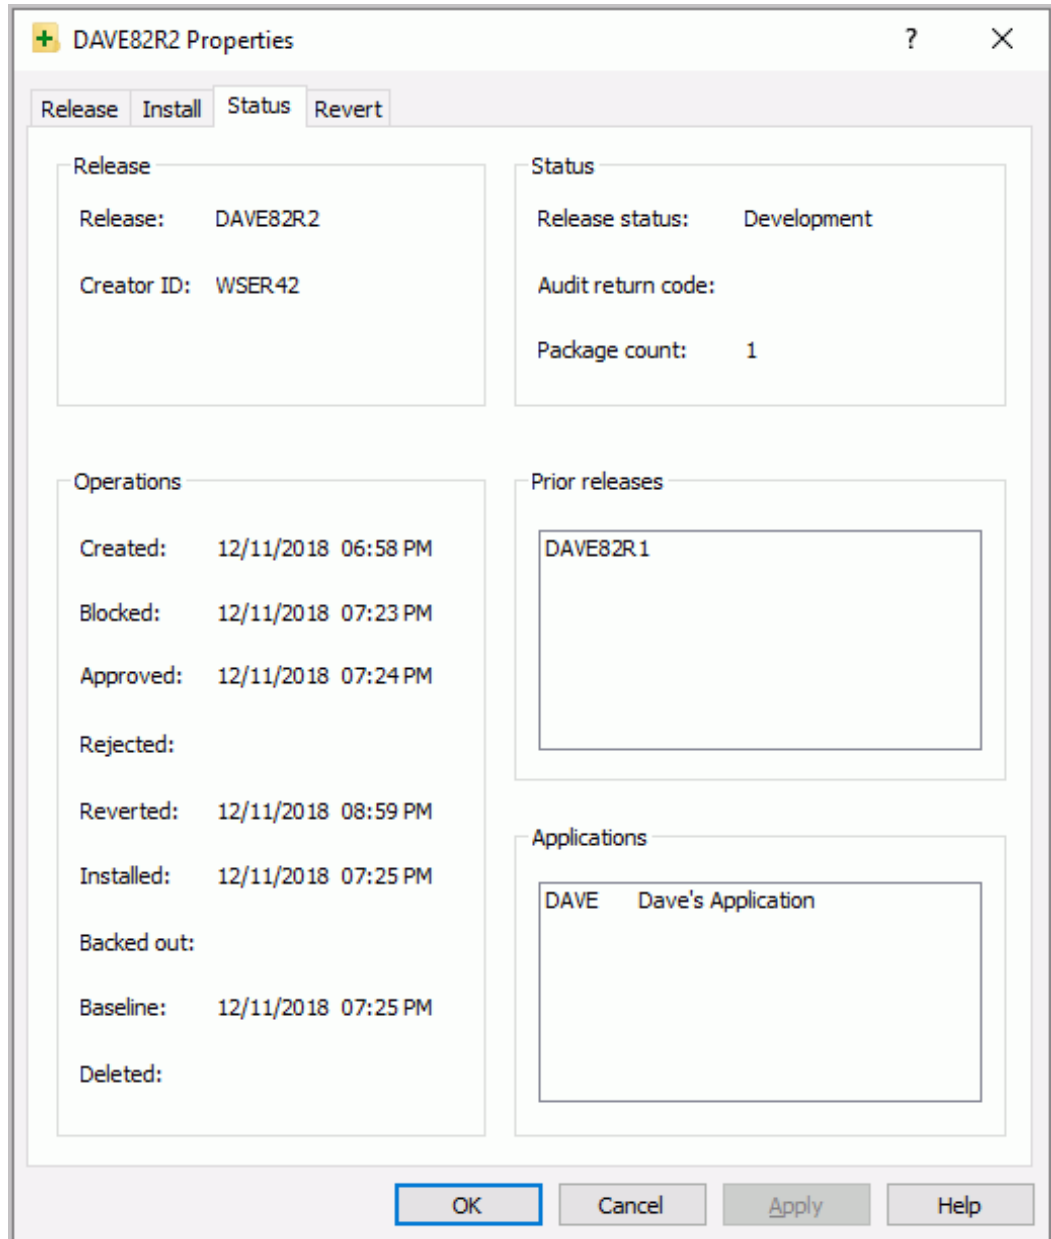 DAVE82R2 Properties
?
Release Install Status Revert
Release
Release: DAVE82R2
Creator ID: WSER42
Status
Release status: Development
Audit return code:
Package count: 1
Operations
Created: 12/11/2018 06:58 PM
Blocked: 12/11/2018 07:23 PM
Approved: 12/11/2018 07:24 PM
Rejected:
Reverted: 12/11/2018 08:59 PM
Installed: 12/11/2018 07:25 PM
Backed out:
Baseline: 12/11/2018 07:25 PM
Deleted:
Prior releases
DAVE82R1
Applications
DAVE Dave's Application
OK Cancel Apply Help